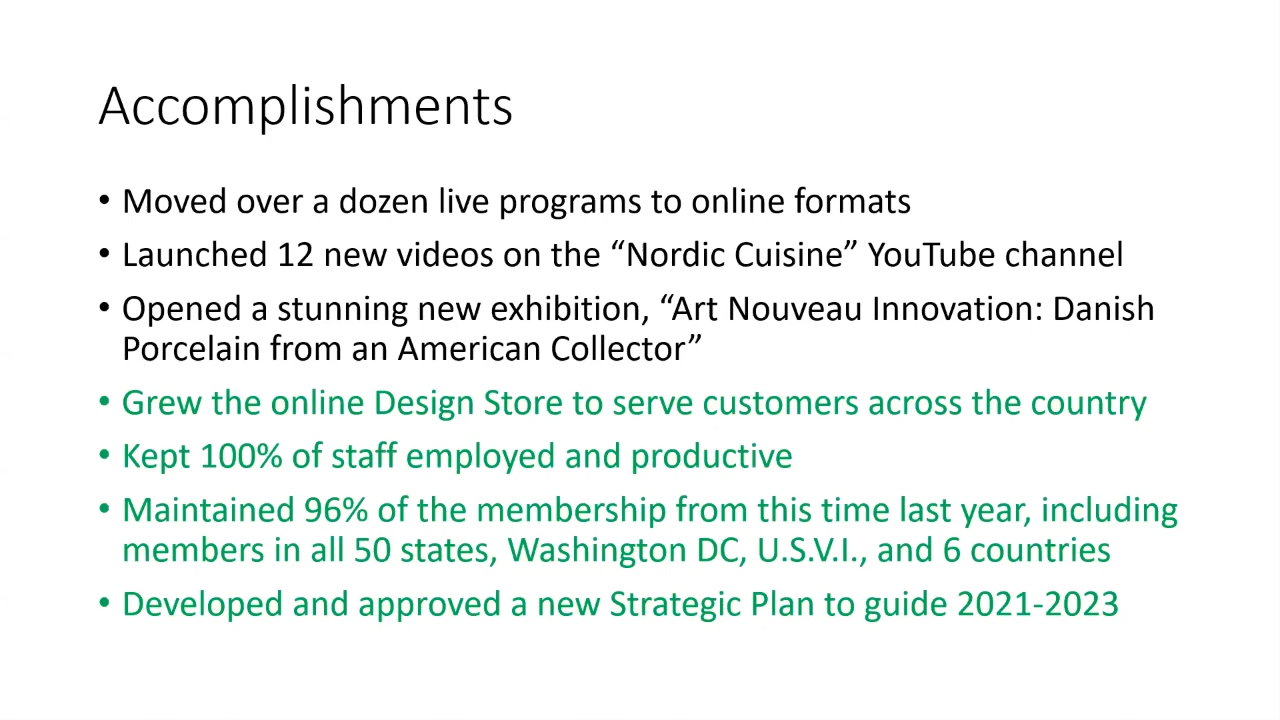 Accomplishments
• Moved over a dozen live programs to online formats
• Launched 12 new videos on the “Nordic Cuisine” YouTube channel
• Opened a stunning new exhibition, “Art Nouveau Innovation: Danish
Porcelain from an American Collector”
• Grew the online Design Store to serve customers across the country
• Kept 100% of staff employed and productive
• Maintained 96% of the membership from this time last year, including
members in all 50 states, Washington DC, U.S.V.I., and 6 countries
• Developed and approved a new Strategic Plan to guide 2021-2023